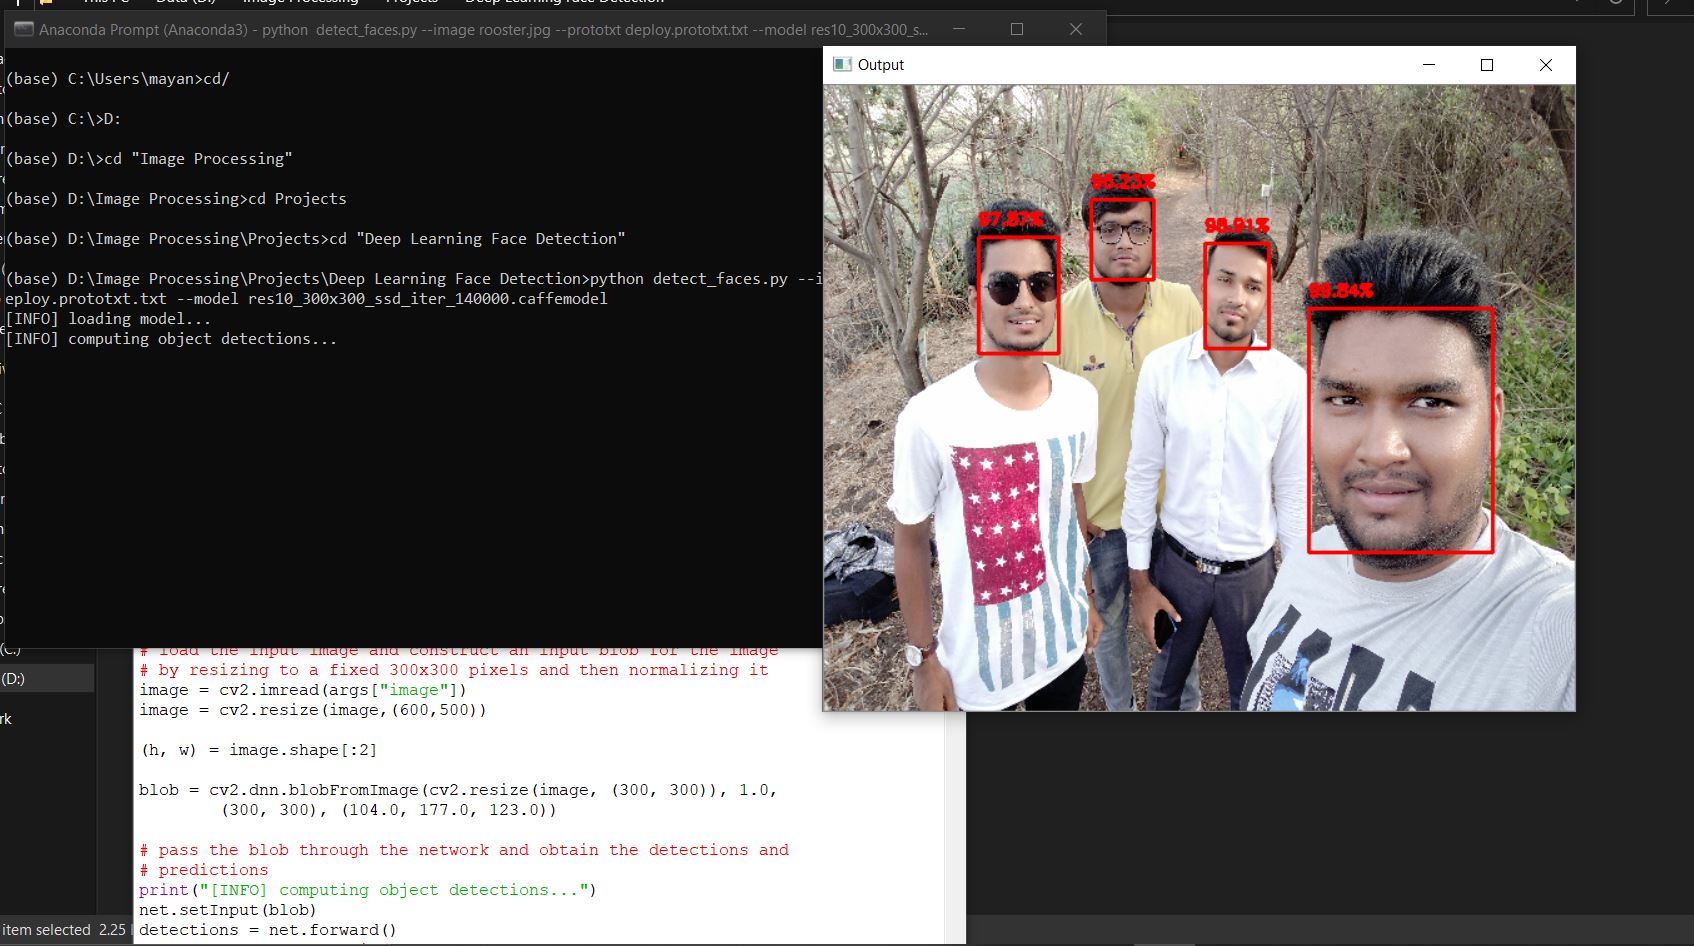 Anaconda Prompt (Anaconda3) - python detect_faces.py --image rooster.jpg --prototxt deploy.prototxt.txt --model res10_300x300_s...
(base) C:\Users\mayan>cd/
(base) C:\>D:
(base) D:\>cd "Image Processing"
(base) D:\Image Processing>cd Projects
(base) D:\Image Processing\Projects>cd "Deep Learning Face Detection"
(base) D:\Image Processing\Projects\Deep Learning Face Detection>python detect_faces.py --i
eploy.prototxt.txt --model res10_300x300_ssd_iter_140000.caffemodel
[INFO] loading model...
[INFO] computing object detections...
Output
97.87%
98.91%
(C:)
(D:)
rk
# load the input image and construct an input blob for the image
# by resizing to a fixed 300x300 pixels and then normalizing it
image = cv2.imread(args["image"])
image = cv2.resize(image,(600,500))
(h, w) = image.shape[:2]
blob = cv2.dnn.blobFromImage(cv2.resize(image, (300, 300)), 1.0,
(300, 300), (104.0, 177.0, 123.0))
# pass the blob through the network and obtain the detections and
# predictions
print("[INFO] computing object detections...")
net.setInput(blob)
detections = net.forward()
item selected 2.25